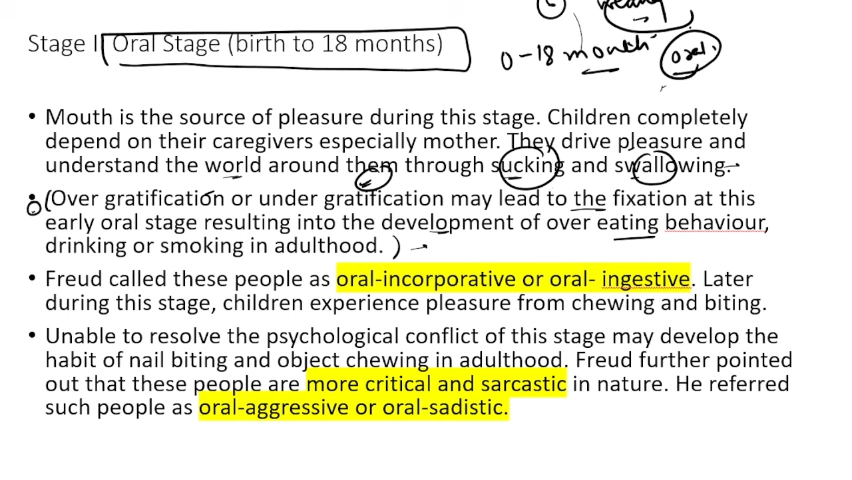 Stage I Oral Stage (birth to 18 months)
0-18 month
oral
• Mouth is the source of pleasure during this stage. Children completely
depend on their caregivers especially mother. They drive pleasure and
understand the world around them through sucking and swallowing.
• (Over gratification or under gratification may lead to the fixation at this
early oral stage resulting into the development of over eating behaviour,
drinking or smoking in adulthood. )
• Freud called these people as oral-incorporative or oral- ingestive. Later
during this stage, children experience pleasure from chewing and biting.
• Unable to resolve the psychological conflict of this stage may develop the
habit of nail biting and object chewing in adulthood. Freud further pointed
out that these people are more critical and sarcastic in nature. He referred
such people as oral-aggressive or oral-sadistic.